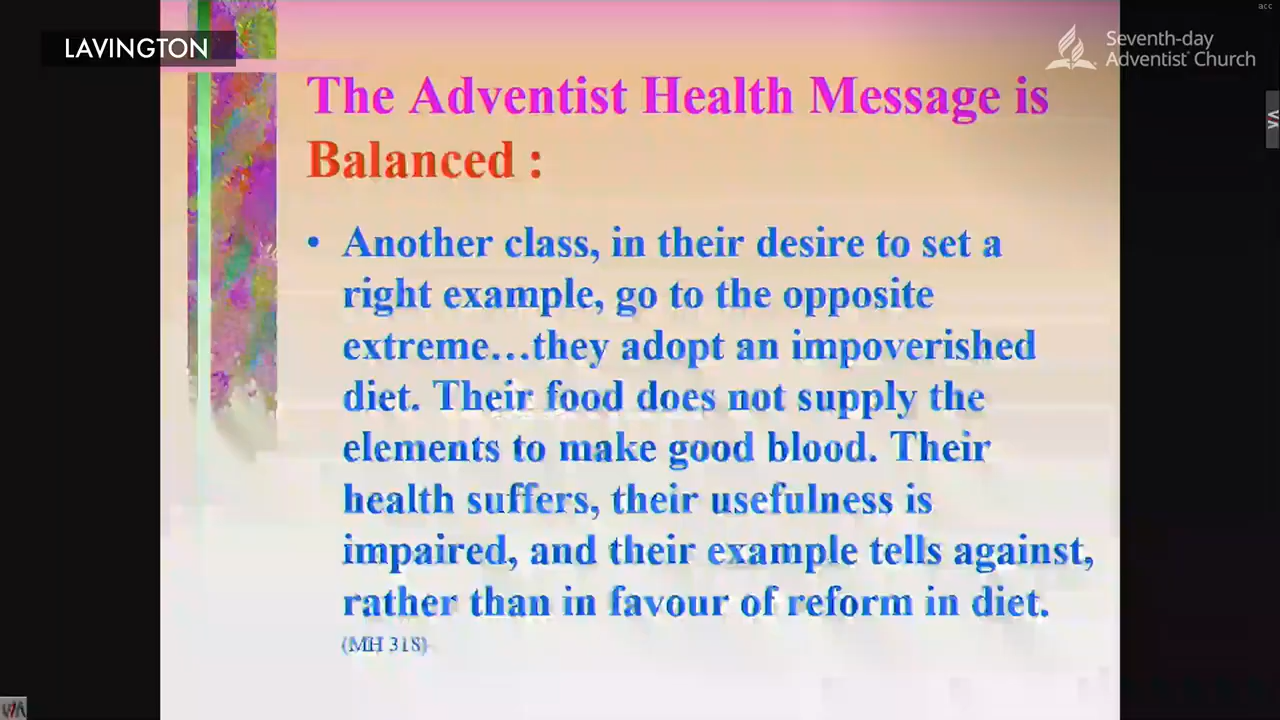 acc
LAVINGTON
Seventh-day
Adventist Church
The Adventist Health Message is
Balanced :
• Another class, in their desire to set a
right example, go to the opposite
extreme…they adopt an impoverished
diet. Their food does not supply the
elements to make good blood. Their
health suffers, their usefulness is
impaired, and their example tells against,
rather than in favour of reform in diet.
(MH 318)